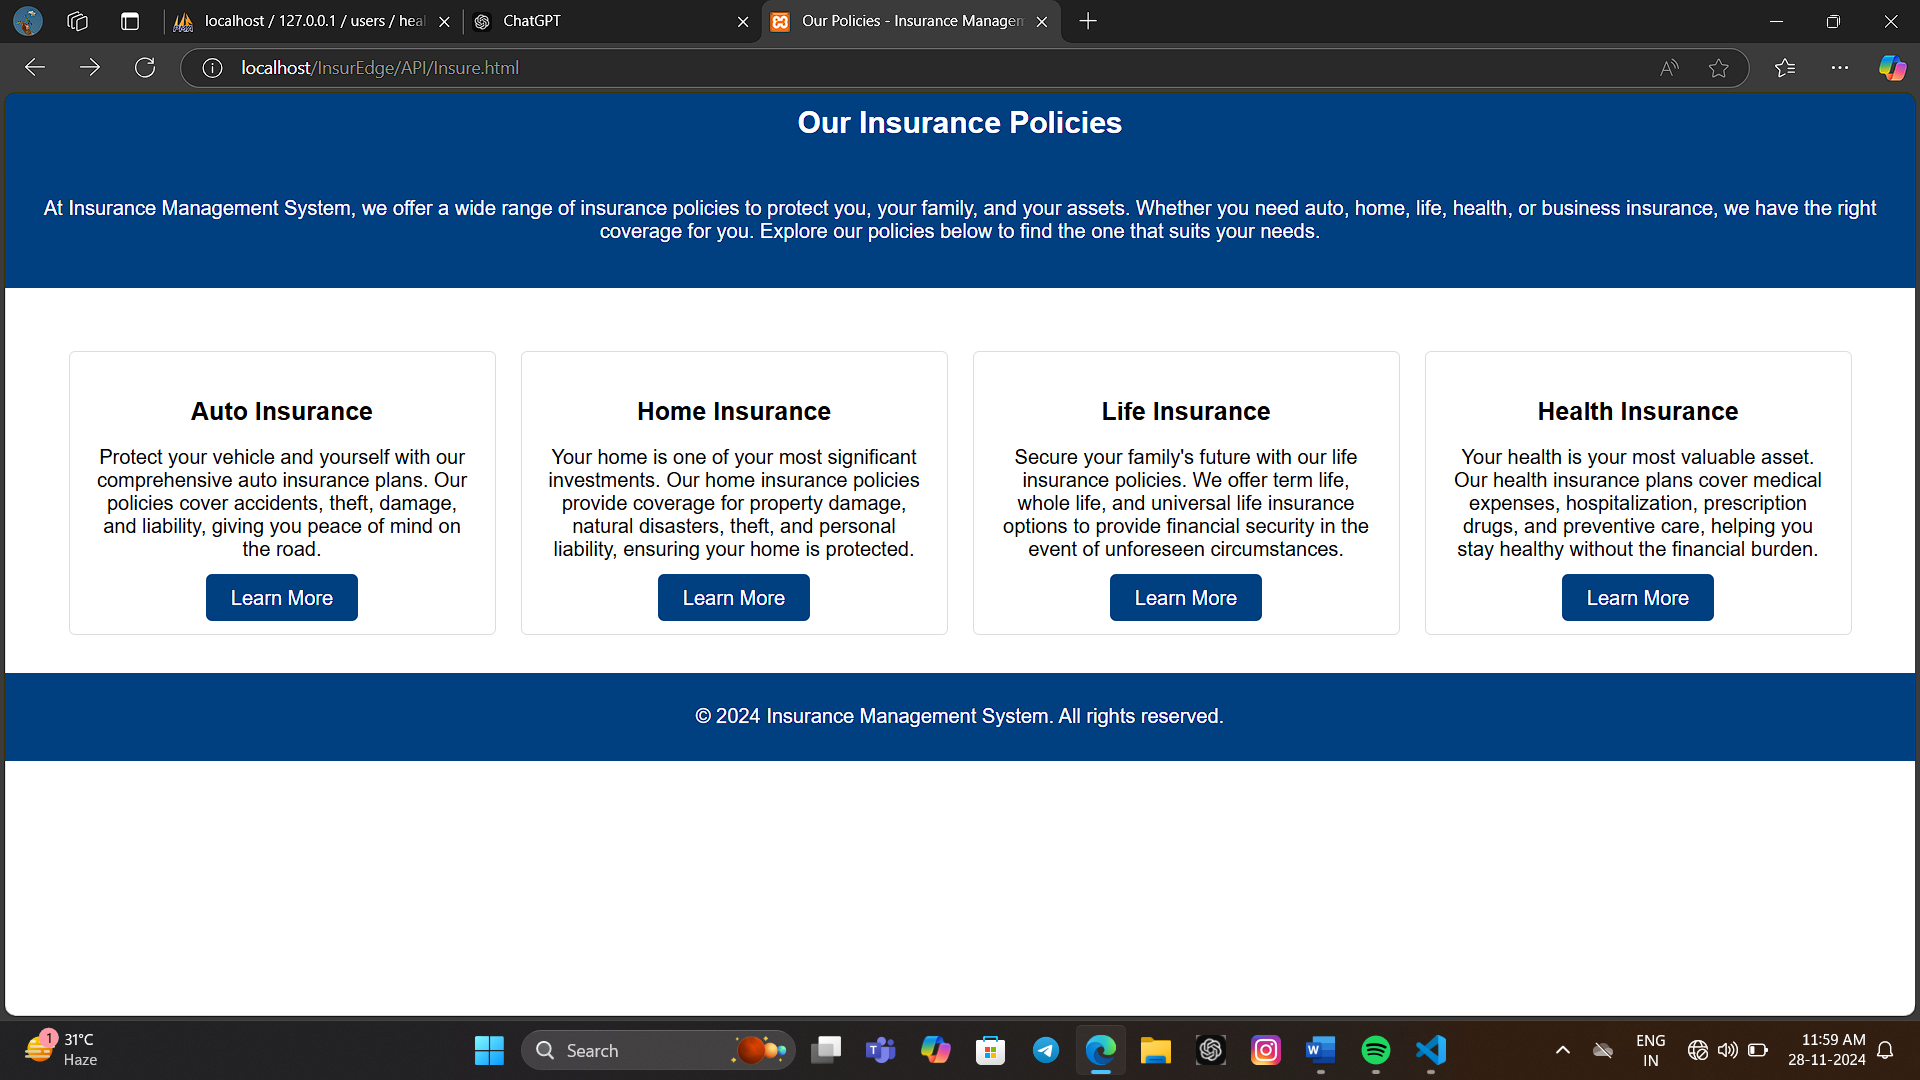 localhost / 127.0.0.1 / users / heal
ChatGPT
Our Policies - Insurance Managem
localhost/InsurEdge/API/Insure.html
Our Insurance Policies
At Insurance Management System, we offer a wide range of insurance policies to protect you, your family, and your assets. Whether you need auto, home, life, health, or business insurance, we have the right
coverage for you. Explore our policies below to find the one that suits your needs.
Auto Insurance
Protect your vehicle and yourself with our
comprehensive auto insurance plans. Our
policies cover accidents, theft, damage,
and liability, giving you peace of mind on
the road.
Learn More
Home Insurance
Your home is one of your most significant
investments. Our home insurance policies
provide coverage for property damage,
natural disasters, theft, and personal
liability, ensuring your home is protected.
Learn More
Life Insurance
Secure your family's future with our life
insurance policies. We offer term life,
whole life, and universal life insurance
options to provide financial security in the
event of unforeseen circumstances.
Learn More
Health Insurance
Your health is your most valuable asset.
Our health insurance plans cover medical
expenses, hospitalization, prescription
drugs, and preventive care, helping you
stay healthy without the financial burden.
Learn More
© 2024 Insurance Management System. All rights reserved.
1
31°C
Haze
Search
ENG
IN
11:59 AM
28-11-2024